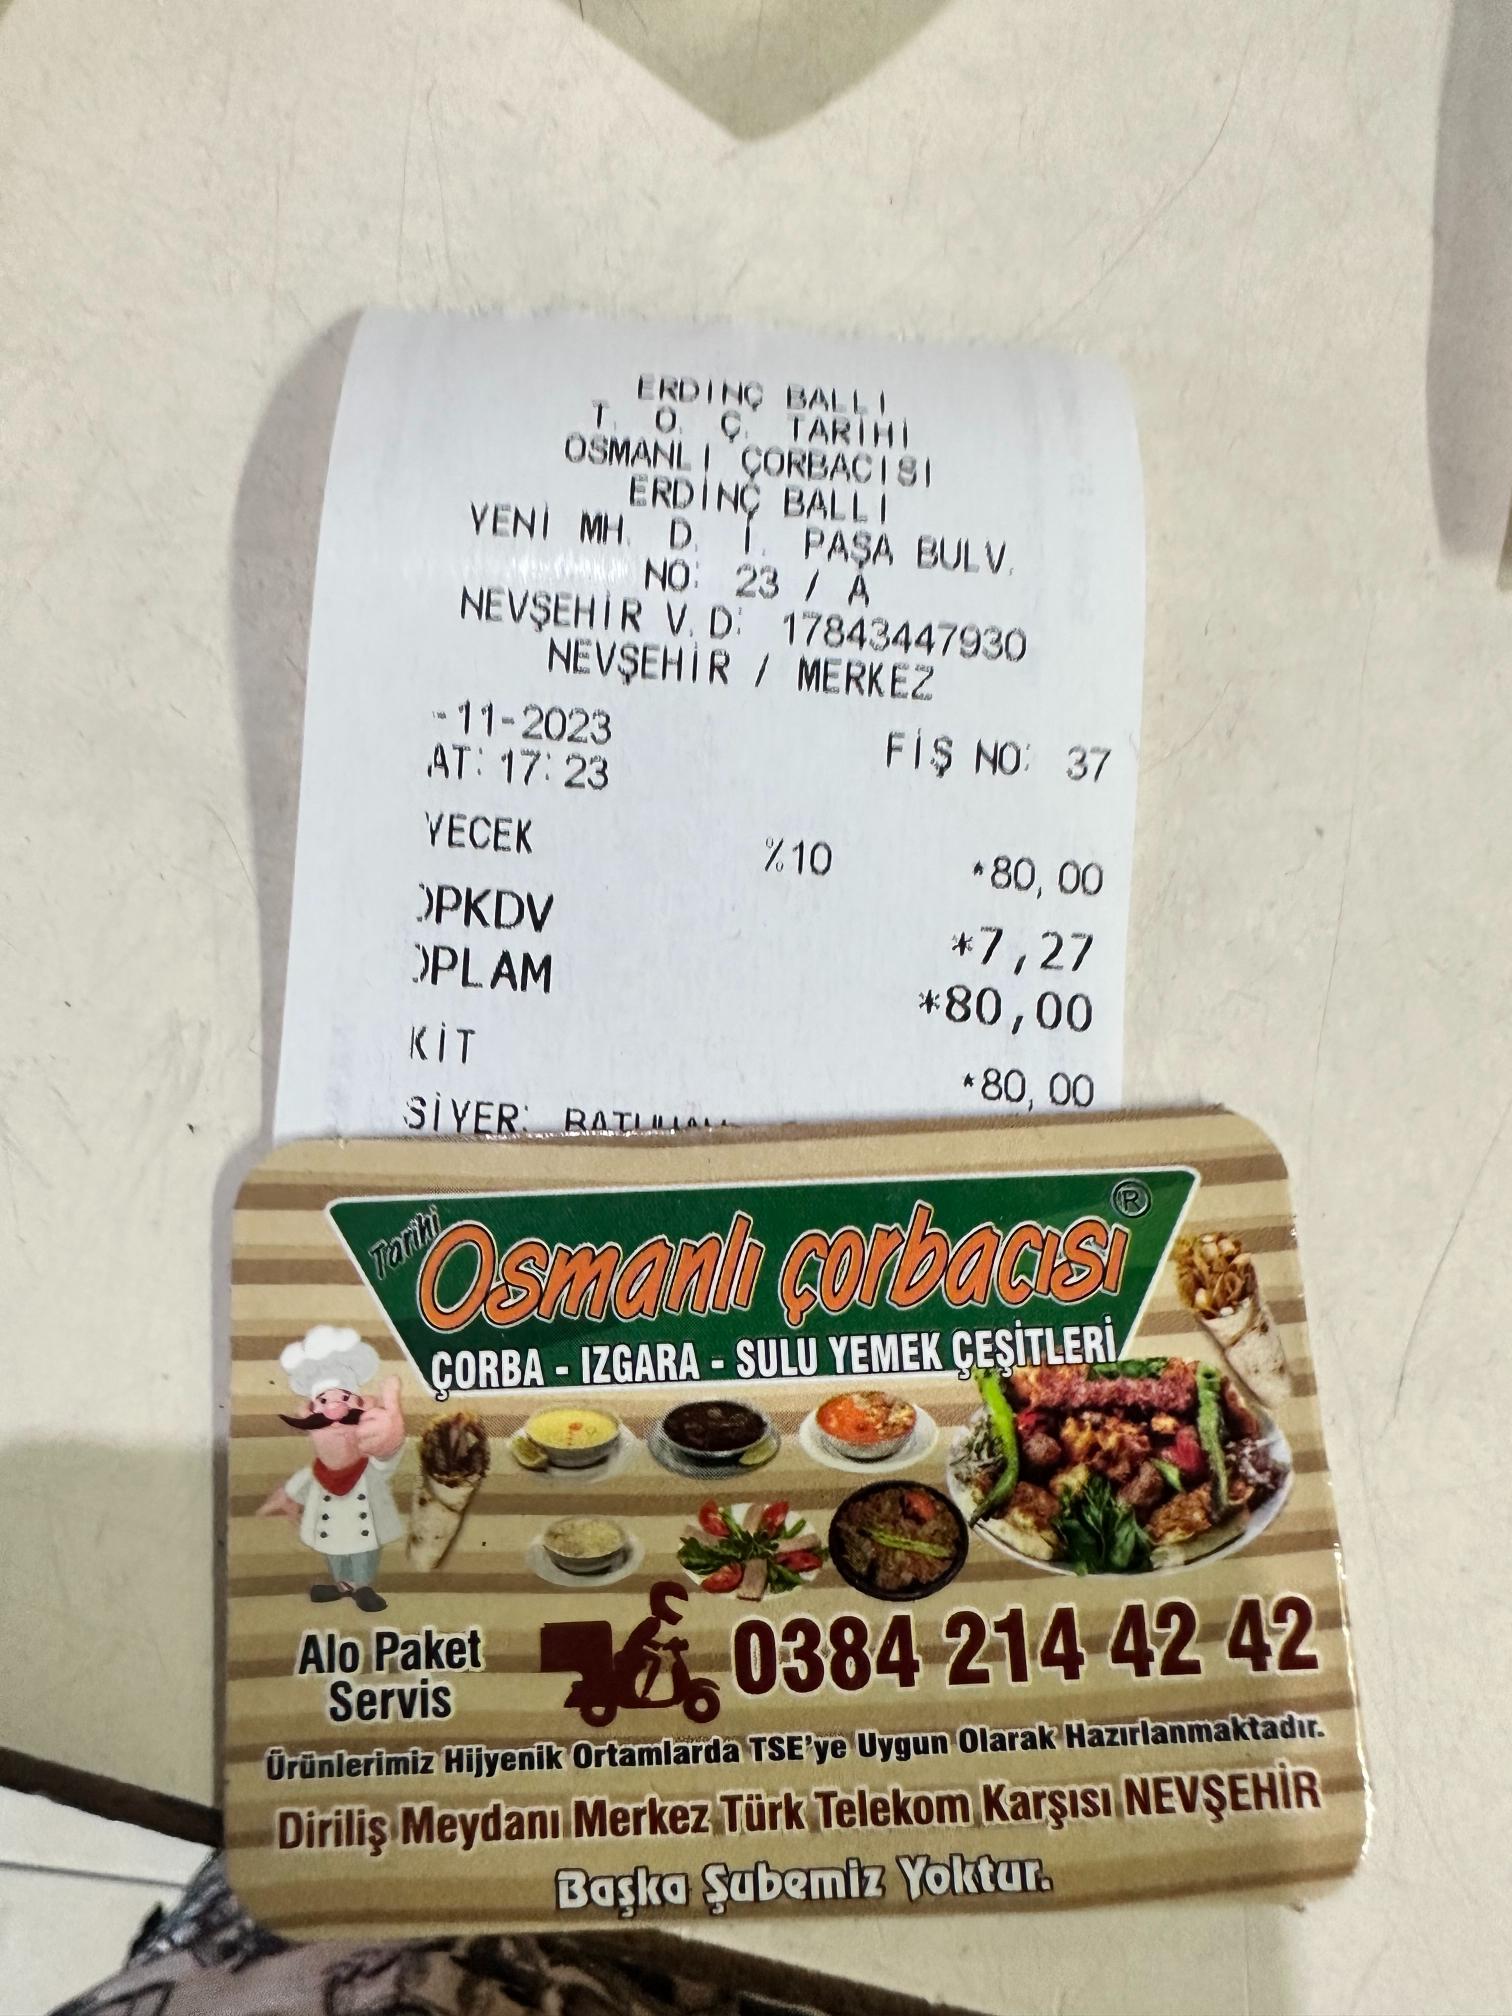 ERDİNÇ BALLI
T. O. Ç. TARİHİ
OSMANLI ÇORBACISI
ERDİNÇ BALLI
YENİ MH. D. İ. PAŞA BULV.
NO: 23 / A
NEVŞEHİR V.D: 17843447930
NEVŞEHİR / MERKEZ
-11-2023 FİŞ NO: 37
AT: 17:23
YECEK %10 *80,00
OPKDV *7,27
OPLAM *80,00
KİT *80,00
SİYER:
Tarihi Osmanlı çorbacısı ®
ÇORBA - IZGARA - SULU YEMEK ÇEŞİTLERİ
Alo Paket Servis 0384 214 42 42
Ürünlerimiz Hijyenik Ortamlarda TSE'ye Uygun Olarak Hazırlanmaktadır.
Diriliş Meydanı Merkez Türk Telekom Karşısı NEVŞEHİR
Başka Şubemiz Yoktur.